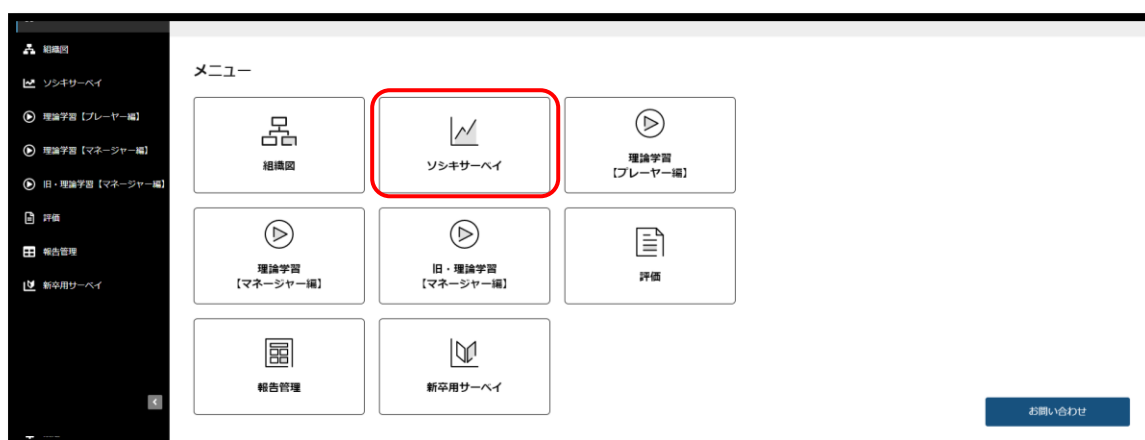 組織図
ソシキサーベイ
理論学習【プレーヤー編】
理論学習【マネージャー編】
旧・理論学習【マネージャー編】
評価
報告管理
新卒用サーベイ
メニュー
組織図
ソシキサーベイ
理論学習
【プレーヤー編】
理論学習
【マネージャー編】
旧・理論学習
【マネージャー編】
評価
報告管理
新卒用サーベイ
お問い合わせ